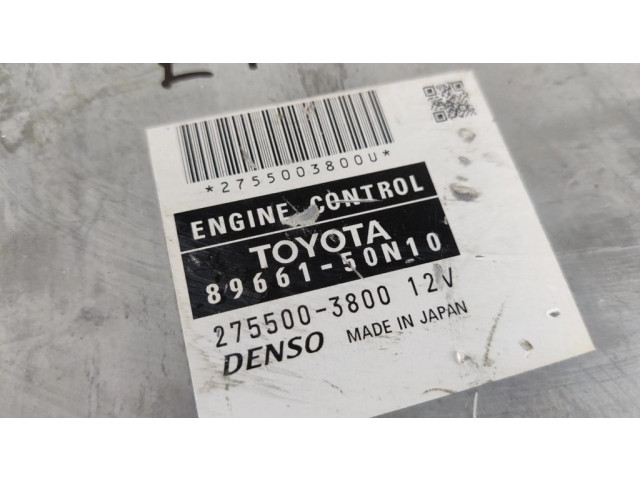 *2755003800U*
ENGINE CONTROL
TOYOTA
89661-50N10
275500-3800 12V
DENSO MADE IN JAPAN